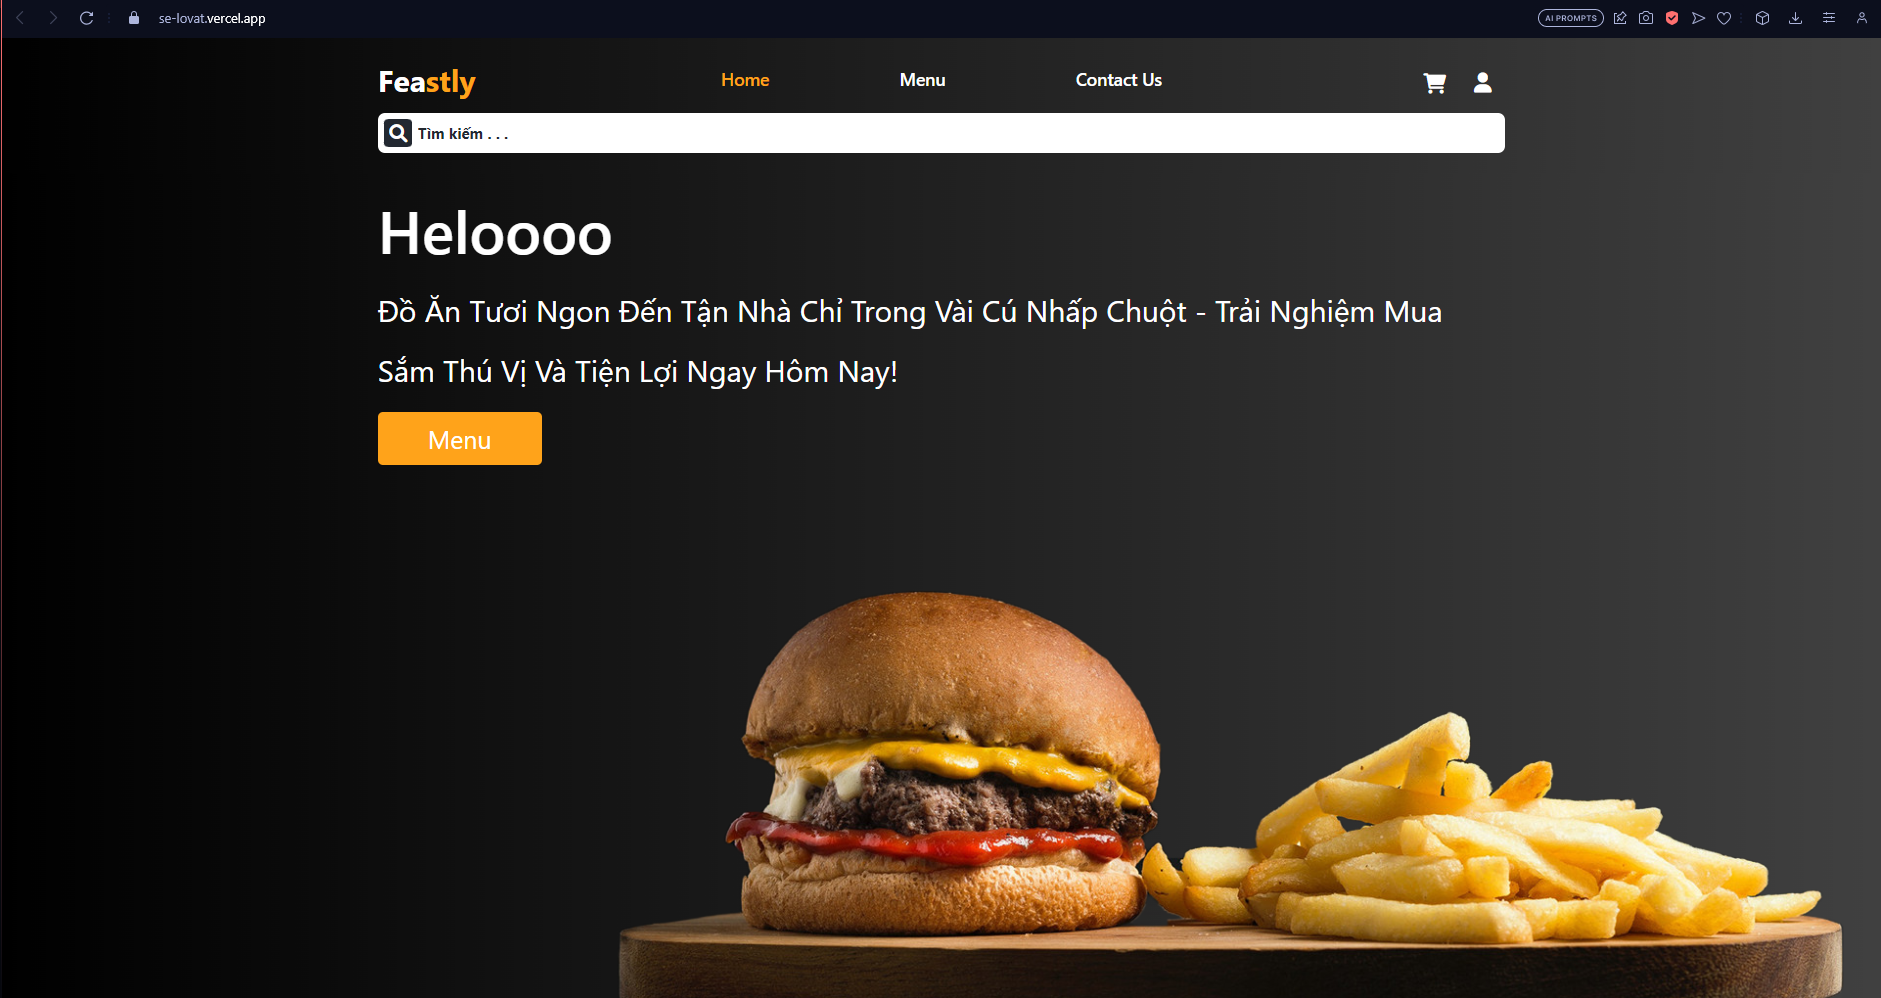 se-lovat.vercel.app
AI PROMPTS
Feastly
Home
Menu
Contact Us
Tìm kiếm . . .
Heloooo
Đồ Ăn Tươi Ngon Đến Tận Nhà Chỉ Trong Vài Cú Nhấp Chuột - Trải Nghiệm Mua
Sắm Thú Vị Và Tiện Lợi Ngay Hôm Nay!
Menu